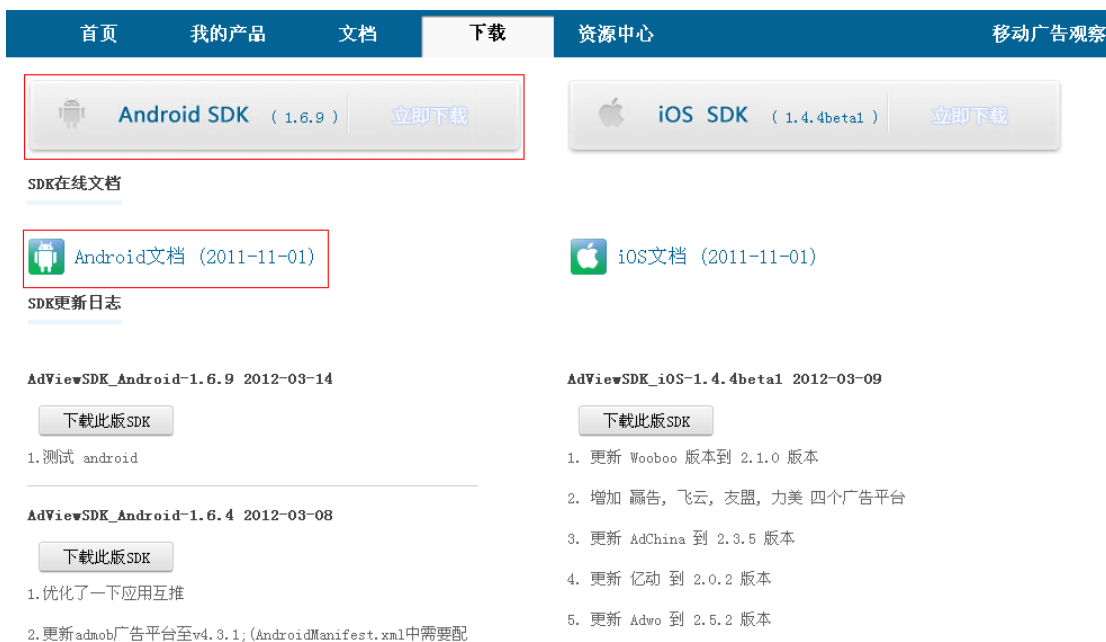 首页 我的产品 文档 下载 资源中心 移动广告观察
Android SDK ( 1.6.9 ) 立即下载
iOS SDK ( 1.4.4beta1 ) 立即下载
SDK在线文档
Android文档 (2011-11-01)
iOS文档 (2011-11-01)
SDK更新日志
AdViewSDK_Android-1.6.9 2012-03-14
下载此版SDK
1.测试 android
AdViewSDK_Android-1.6.4 2012-03-08
下载此版SDK
1.优化了一下应用互推
2.更新admob广告平台至v4.3.1;(AndroidManifest.xml中需要配
AdViewSDK_iOS-1.4.4beta1 2012-03-09
下载此版SDK
1. 更新 Wooboo 版本到 2.1.0 版本
2. 增加 赢告, 飞云, 友盟, 力美 四个广告平台
3. 更新 AdChina 到 2.3.5 版本
4. 更新 亿动 到 2.0.2 版本
5. 更新 Adwo 到 2.5.2 版本